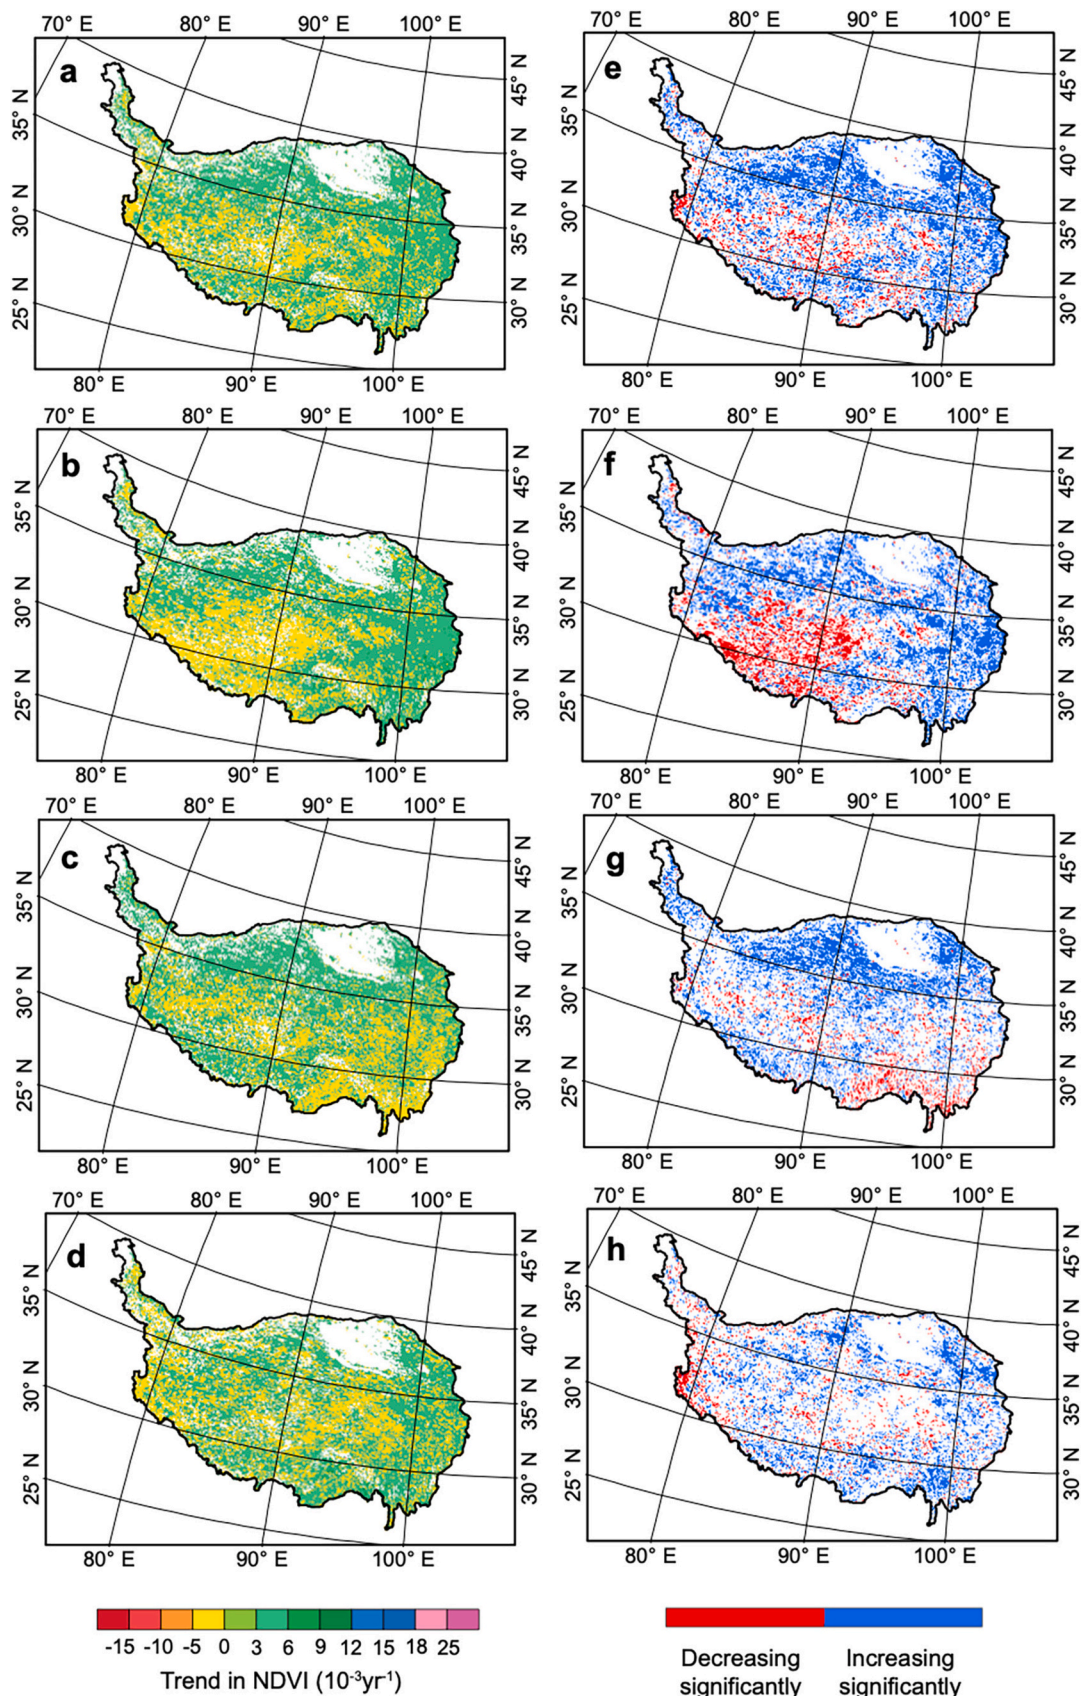 70° E 80° E 90° E 100° E
a
35° N 30° N 25° N
45° N 40° N 35° N 30° N
80° E 90° E 100° E
70° E 80° E 90° E 100° E
e
35° N 30° N 25° N
45° N 40° N 35° N 30° N
80° E 90° E 100° E
70° E 80° E 90° E 100° E
b
35° N 30° N 25° N
45° N 40° N 35° N 30° N
80° E 90° E 100° E
70° E 80° E 90° E 100° E
f
35° N 30° N 25° N
45° N 40° N 35° N 30° N
80° E 90° E 100° E
70° E 80° E 90° E 100° E
c
35° N 30° N 25° N
45° N 40° N 35° N 30° N
80° E 90° E 100° E
70° E 80° E 90° E 100° E
g
35° N 30° N 25° N
45° N 40° N 35° N 30° N
80° E 90° E 100° E
70° E 80° E 90° E 100° E
d
35° N 30° N 25° N
45° N 40° N 35° N 30° N
80° E 90° E 100° E
70° E 80° E 90° E 100° E
h
35° N 30° N 25° N
45° N 40° N 35° N 30° N
80° E 90° E 100° E
-15 -10 -5 0 3 6 9 12 15 18 25
Trend in NDVI (10⁻³yr⁻¹)
Decreasing
significantly
Increasing
significantly